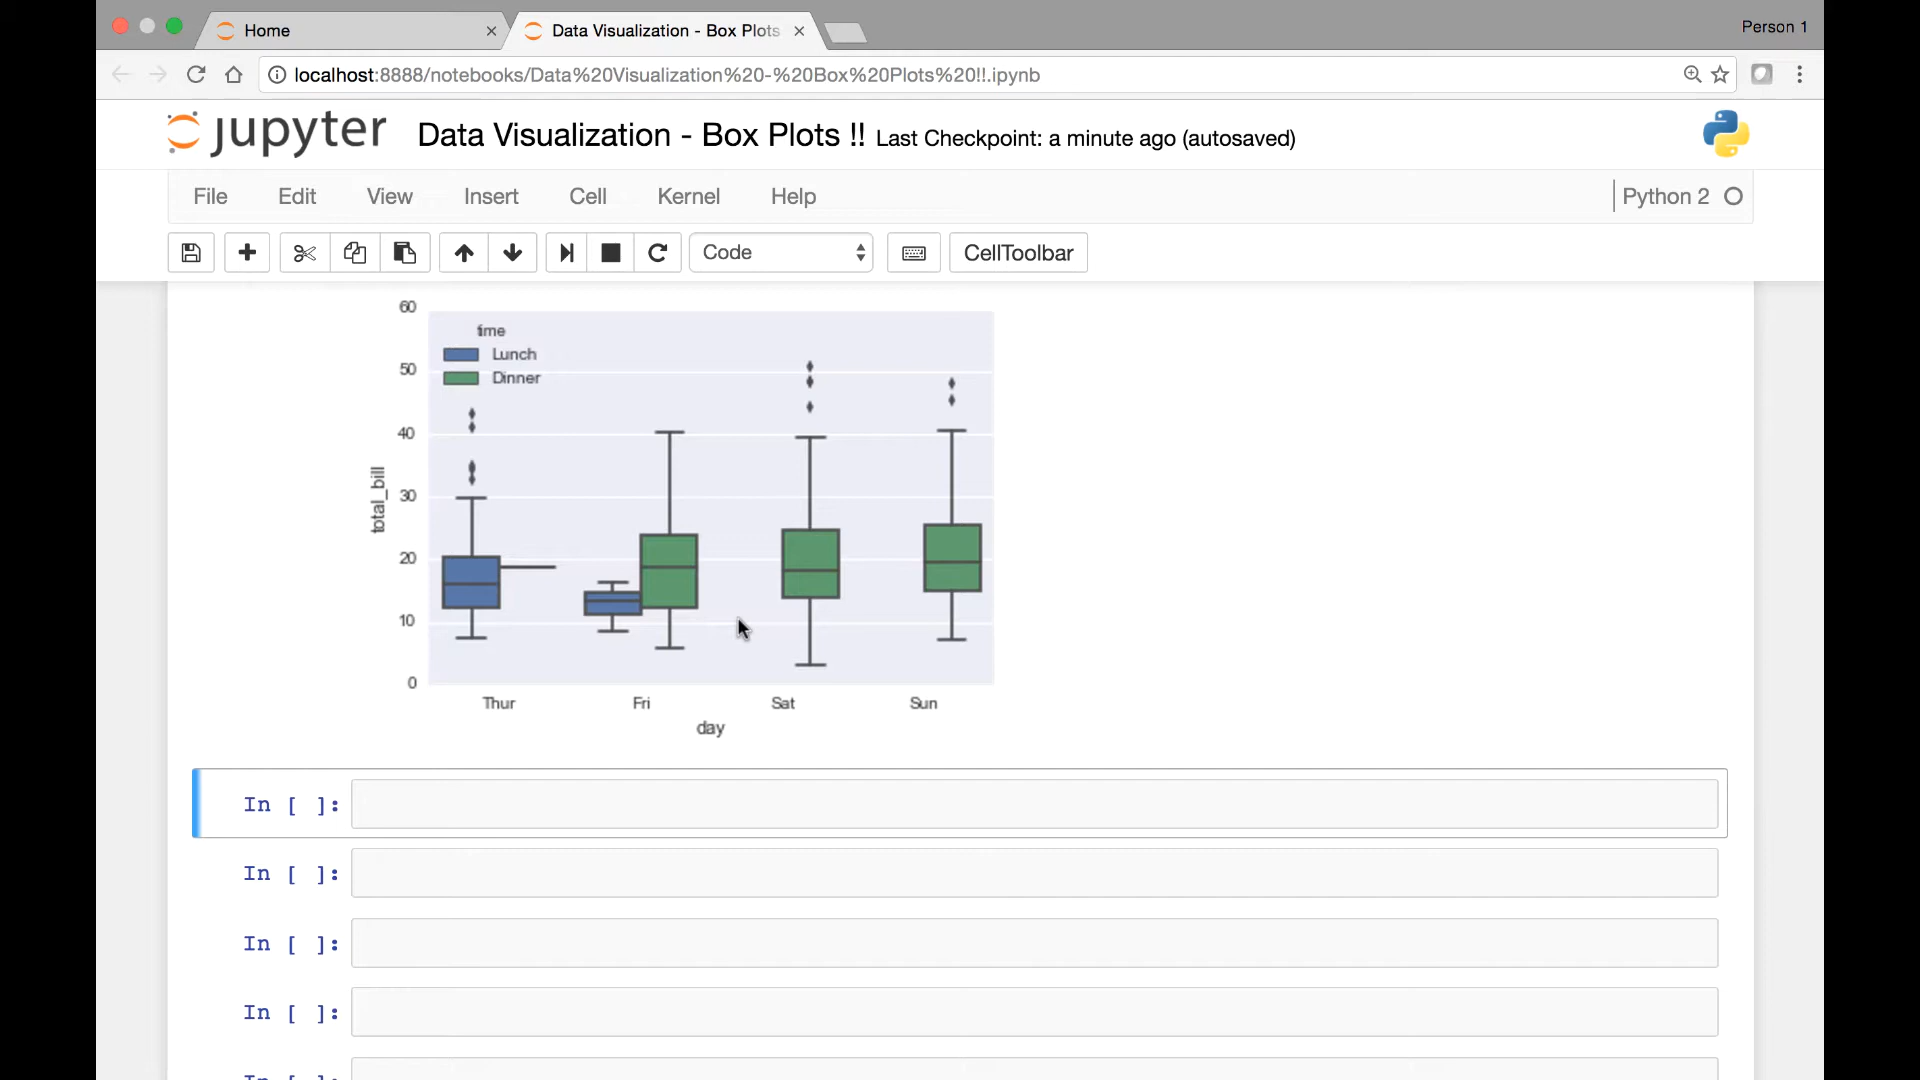 Home
Data Visualization - Box Plots
Person 1
localhost:8888/notebooks/Data%20Visualization%20-%20Box%20Plots%20!!.ipynb
jupyter Data Visualization - Box Plots !! Last Checkpoint: a minute ago (autosaved)
File Edit View Insert Cell Kernel Help Python 2
Code CellToolbar
60
time
Lunch
50
Dinner
40
total_bill
30
20
10
0
Thur Fri Sat Sun
day
In [ ]:
In [ ]:
In [ ]:
In [ ]:
In [ ]: